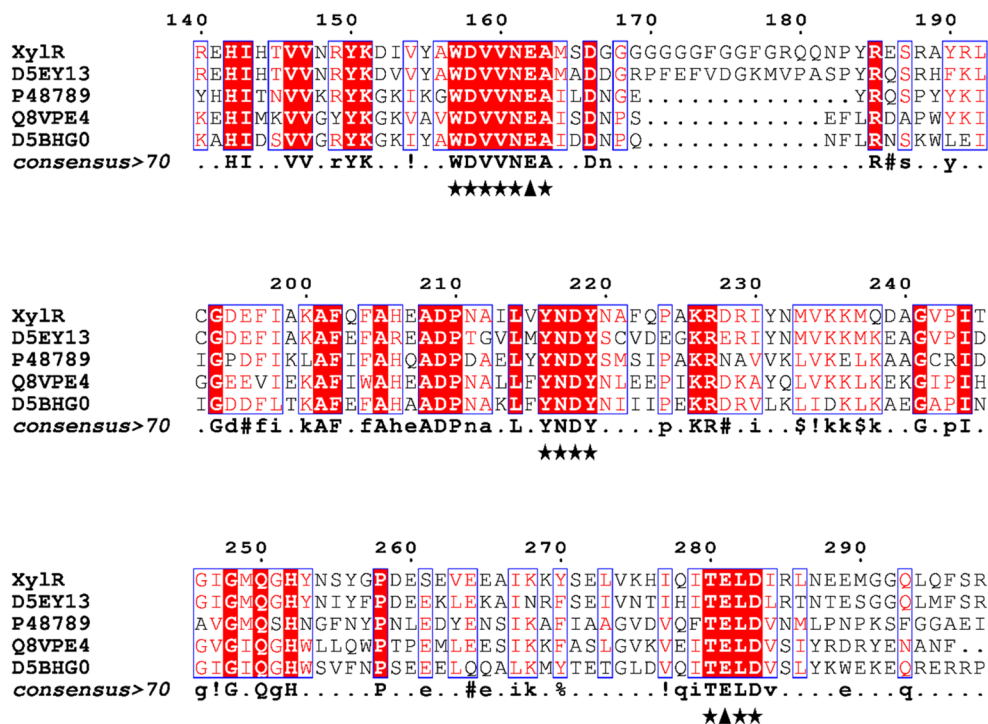 140 150 160 170 180 190
XylR REHIHTVVNRYKDIVYAWDVVNEAMSDGGGGGGGFGGFGRQQNPYRESRAYRL
D5EY13 REHIHTVVNRYKDVVYAWDVVNEAMADDGRPFEFVDGKMVPASPYRQSRHFKL
P48789 YHHITNVVKRYKGKIKGWDVVNEAILDNGE..............YRQSPYYKI
Q8VPE4 KEHIMKVVGYYKGKVAVWDVVNEAISDNPS............EFLRDAPWYKI
D5BHG0 KAHIDSVVGRYKGKIYAWDVVNEAIDDNPQ............NFLRNSKWLEI
consensus>70 ..HI..VV.rYK..!..WDVVNEA..Dn.................R#s..y..
★★★★★▲★
200 210 220 230 240
XylR CGDEFIAKAFQFAHEADPNAILVYNDYNAFQPAKRDRIYNMVKKMQDAGVPIT
D5EY13 CGDEFIAKAFEFAREADPTGVLMYNDYSCVDEGKRERIYNMVKKMKEAGVPID
P48789 IGPDFIKLAFIFAHQADPDAELYYNDYSMSIPAKRNAVVKLVKELKAAGCRID
Q8VPE4 GGEEVIEKAFIWAHEADPNALLFYNDYNLEEPIKRDKAYQLVKKLKEKGIPIH
D5BHG0 IGDDFLTKAFEFAHAADPNAKLFYNDYNIIIPEKRDRVLKLIDKLKAEGAPIN
consensus>70 .Gd#fi.kAF.fAheADPna.L.YNDY....p.KR#.i..$!kk$k..G.pI.
★★★★
250 260 270 280 290
XylR GIGMQGHYNSYGPDESEVEEAIKKYSELVKHIQITELDIRLNEEMGGQLQFSR
D5EY13 GIGMQGHYNIYFPDEEKLEKAINRFSEIVNTIHITELDLRTNTESGGQLMFSR
P48789 AVGMQSHNGFNYPNLEDYENSIKAFIAAGVDVQFTELDVNMLPNPKSFGGAEI
Q8VPE4 GVGIQGHWLLQWPTPEMLEESIKKFASLGVKVEITELDVSIYRDRYENANF..
D5BHG0 GIGIQGHWSVFNPSEEELQQALKMYTETGLDVQITELDVSLYKWEKEQRERRP
consensus>70 g!G.QgH.....P..e..#e.ik.%......!qiTELDv....e...q.....
★▲★★